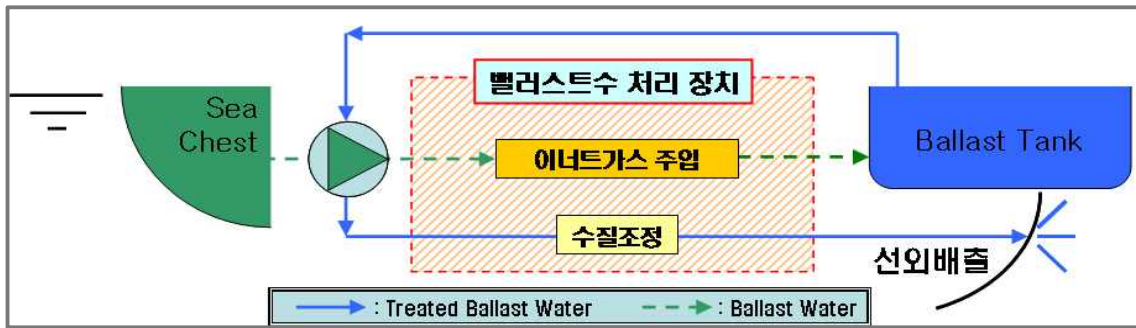 뺄러스트수 처리 장치
Sea
Chest
이너트가스 주입
Ballast Tank
수질조정
선외배출
: Treated Ballast Water
: Ballast Water